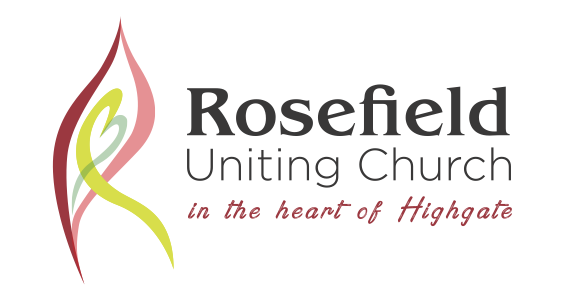 Rosefield
Uniting Church
in the heart of Highgate